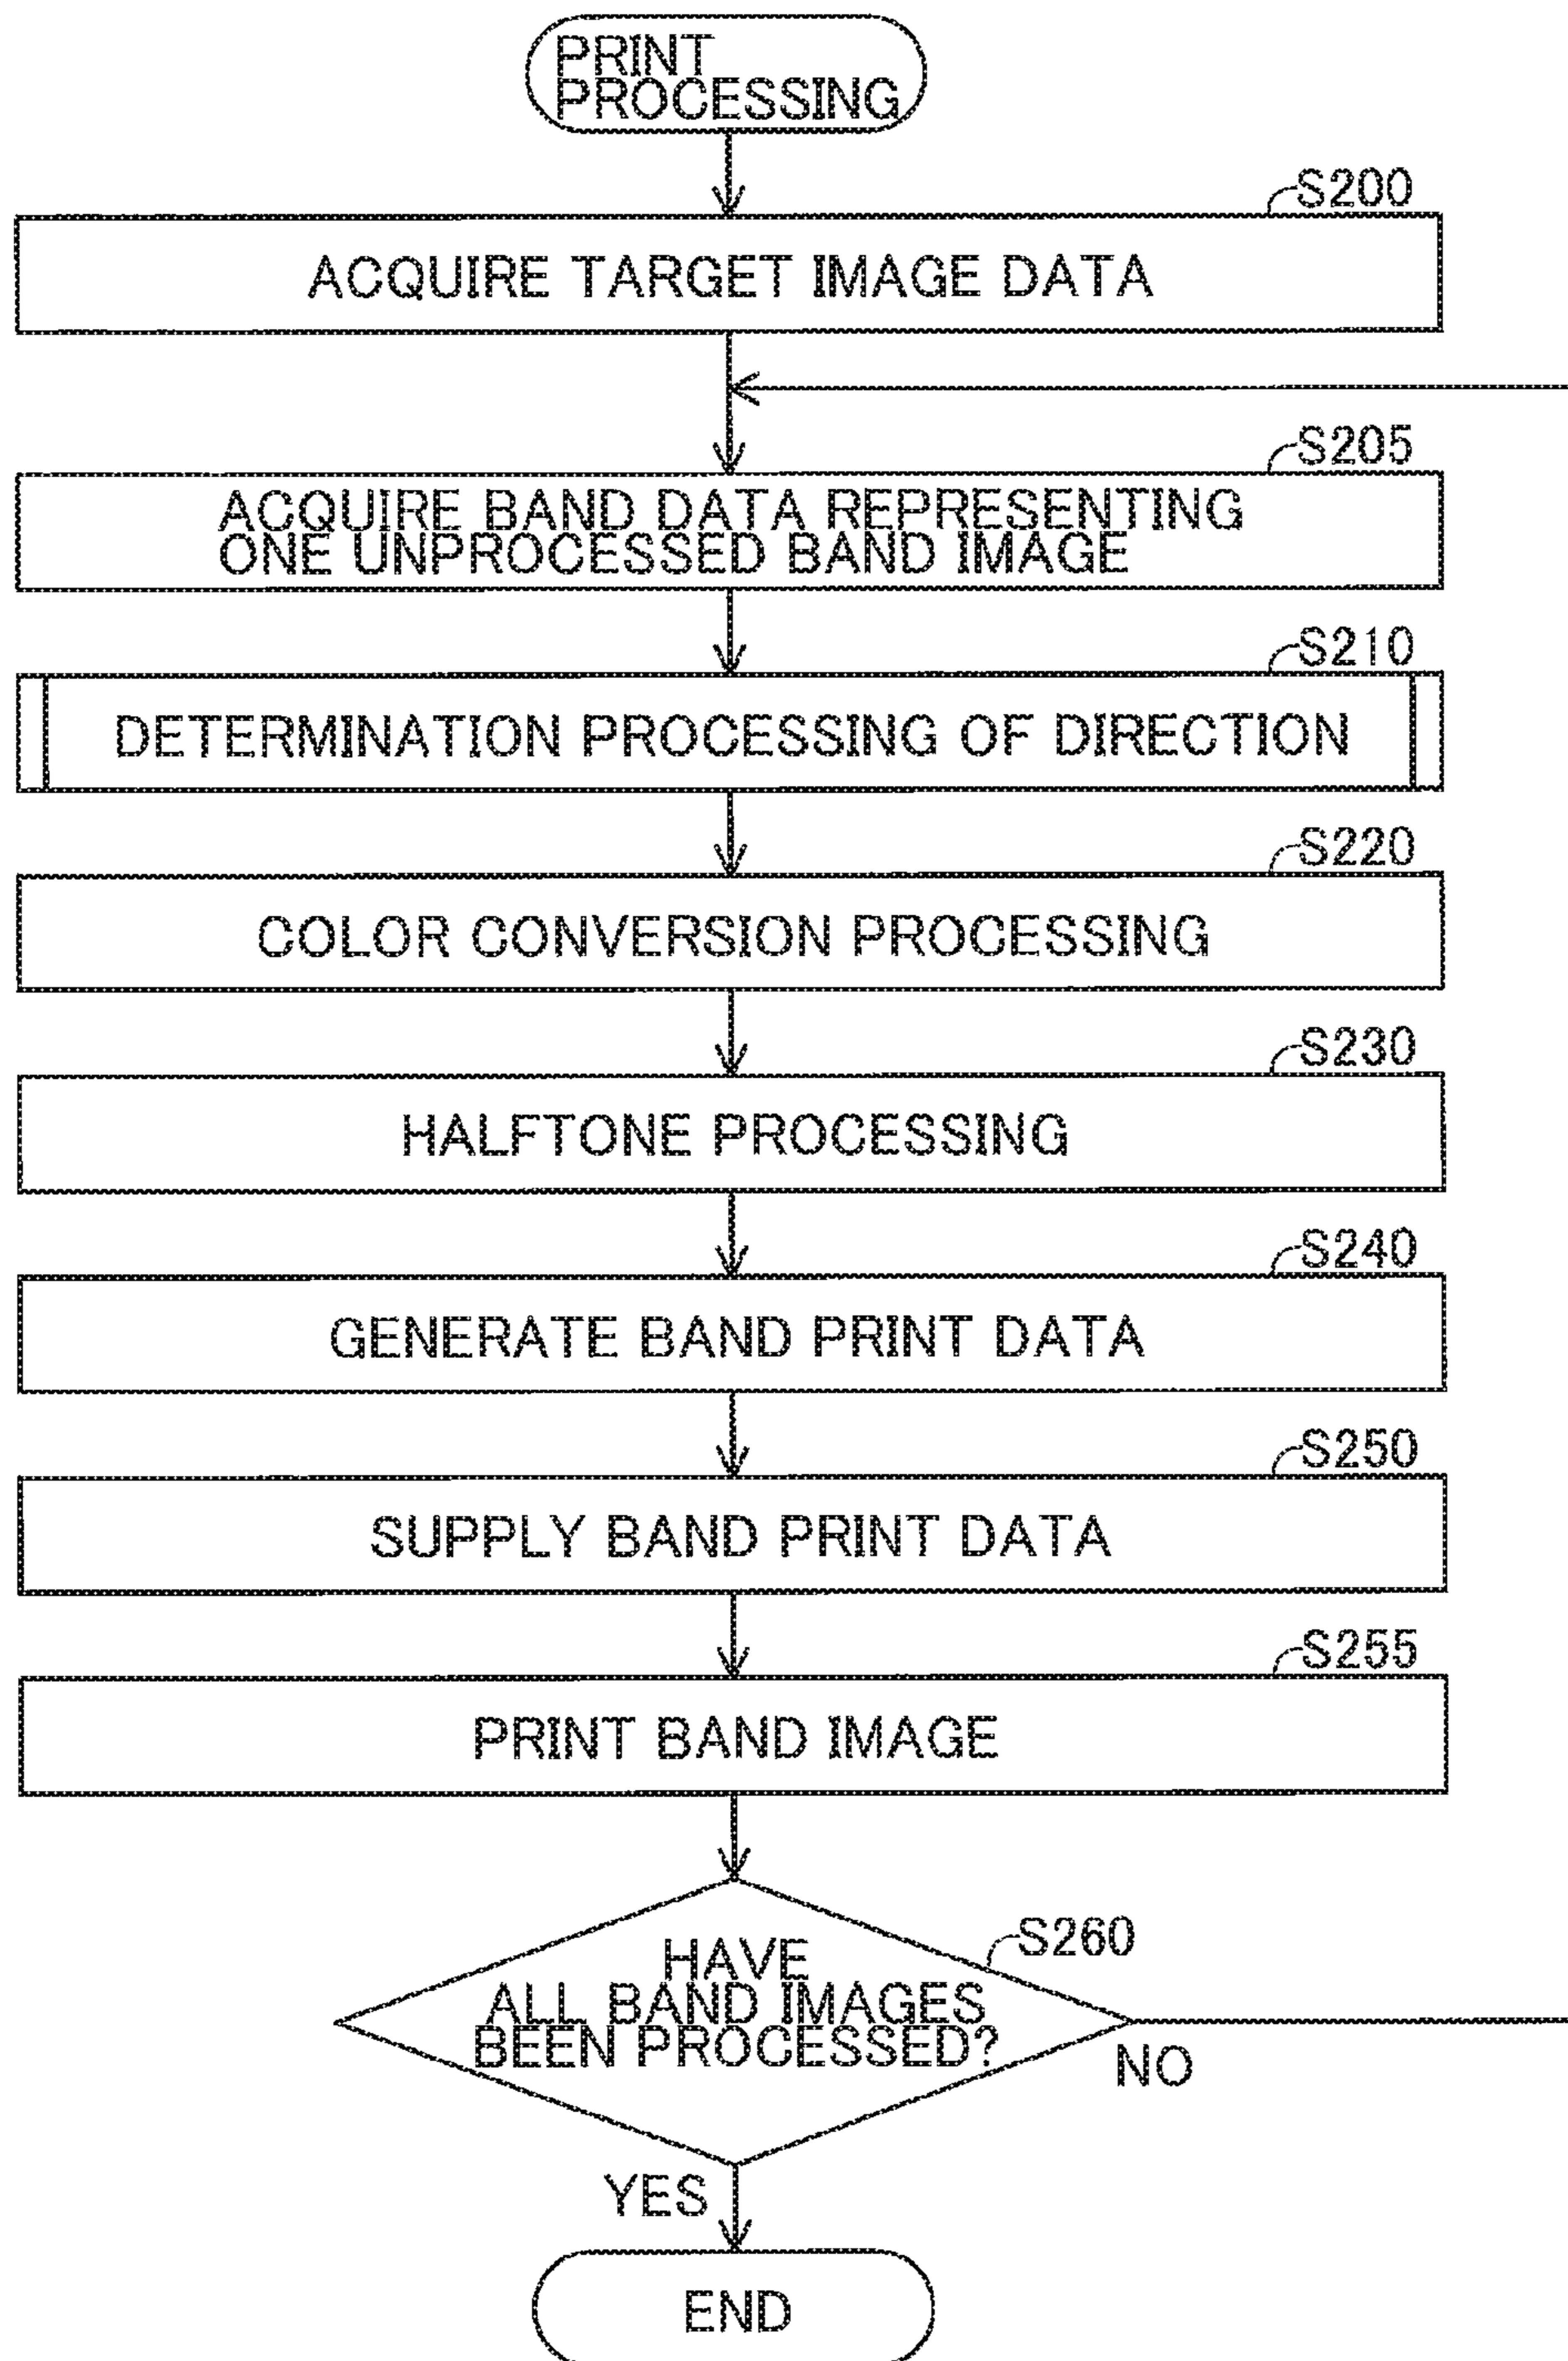 PRINT
PROCESSING
S200
ACQUIRE TARGET IMAGE DATA
S205
ACQUIRE BAND DATA REPRESENTING
ONE UNPROCESSED BAND IMAGE
S210
DETERMINATION PROCESSING OF DIRECTION
S220
COLOR CONVERSION PROCESSING
S230
HALFTONE PROCESSING
S240
GENERATE BAND PRINT DATA
S250
SUPPLY BAND PRINT DATA
S255
PRINT BAND IMAGE
S260
HAVE
ALL BAND IMAGES
BEEN PROCESSED?
NO
YES
END